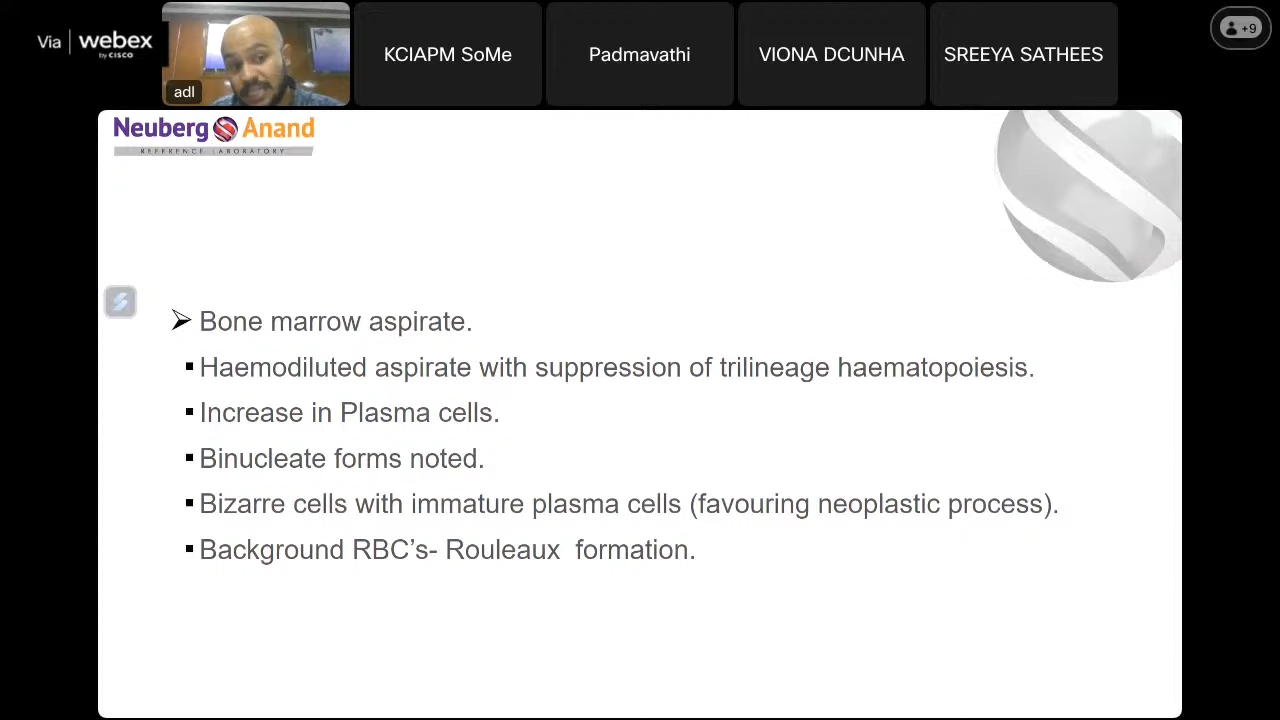 Via webex
by CISCO
adl
KCIAPM SoMe
Padmavathi
VIONA DCUNHA
SREEYA SATHEES
+9
Neuberg Anand
REFERENCE LABORATORY
Bone marrow aspirate.
Haemodiluted aspirate with suppression of trilineage haematopoiesis.
Increase in Plasma cells.
Binucleate forms noted.
Bizarre cells with immature plasma cells (favouring neoplastic process).
Background RBC’s- Rouleaux  formation.